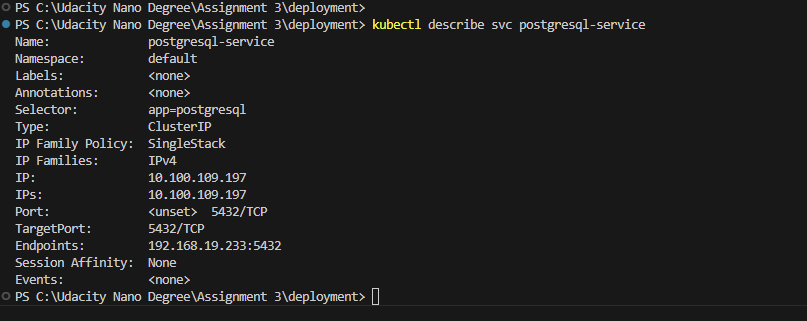 PS C:\Udacity Nano Degree\Assignment 3\deployment>
PS C:\Udacity Nano Degree\Assignment 3\deployment> kubectl describe svc postgresql-service
Name:              postgresql-service
Namespace:         default
Labels:            <none>
Annotations:       <none>
Selector:          app=postgresql
Type:              ClusterIP
IP Family Policy:  SingleStack
IP Families:       IPv4
IP:                10.100.109.197
IPs:               10.100.109.197
Port:              <unset>  5432/TCP
TargetPort:        5432/TCP
Endpoints:         192.168.19.233:5432
Session Affinity:  None
Events:            <none>
PS C:\Udacity Nano Degree\Assignment 3\deployment>